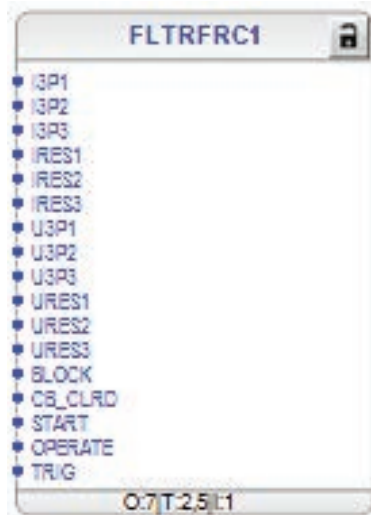 FLTRFRC1
I3P1
I3P2
I3P3
IRES1
IRES2
IRES3
U3P1
U3P2
U3P3
URES1
URES2
URES3
BLOCK
CB_CLRD
START
OPERATE
TRIG
O:7|T:2,5|I:1